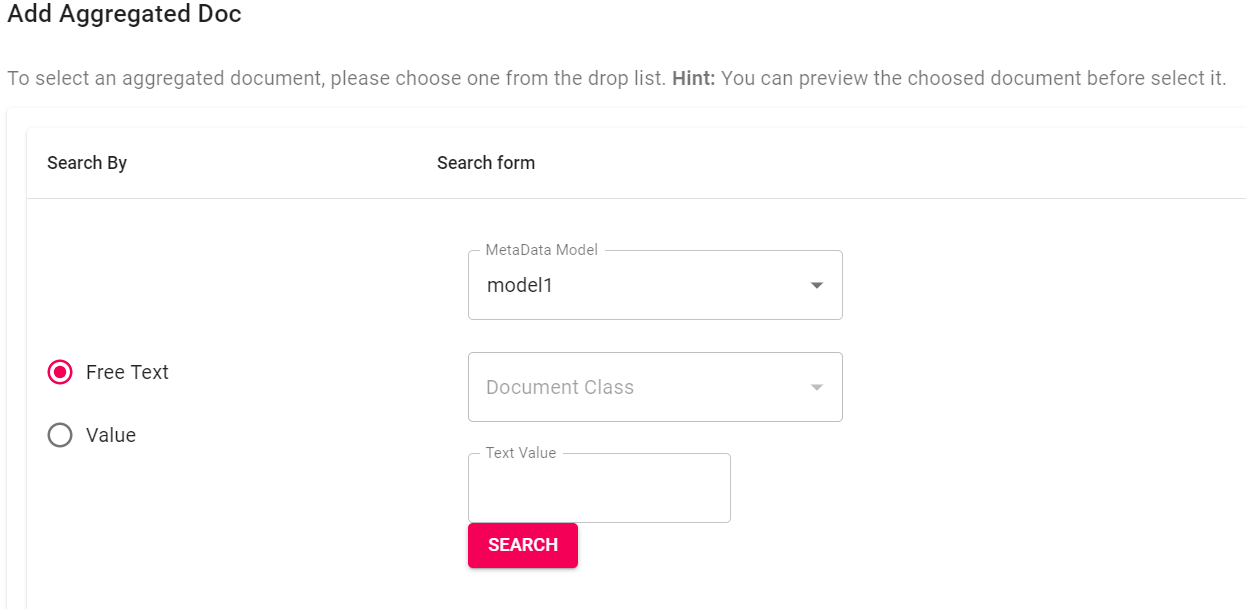 Add Aggregated Doc
To select an aggregated document, please choose one from the drop list. Hint: You can preview the choosed document before select it.
Search By
Search form
MetaData Model
model1
Free Text
Document Class
Value
Text Value
SEARCH